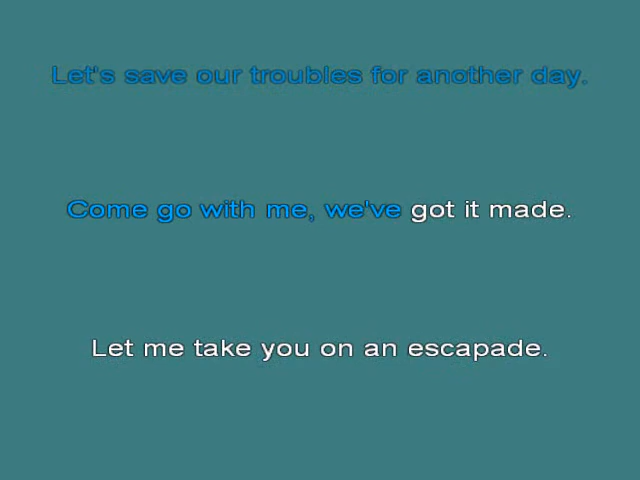 Let's save our troubles for another day.
Come go with me, we've got it made.
Let me take you on an escapade.